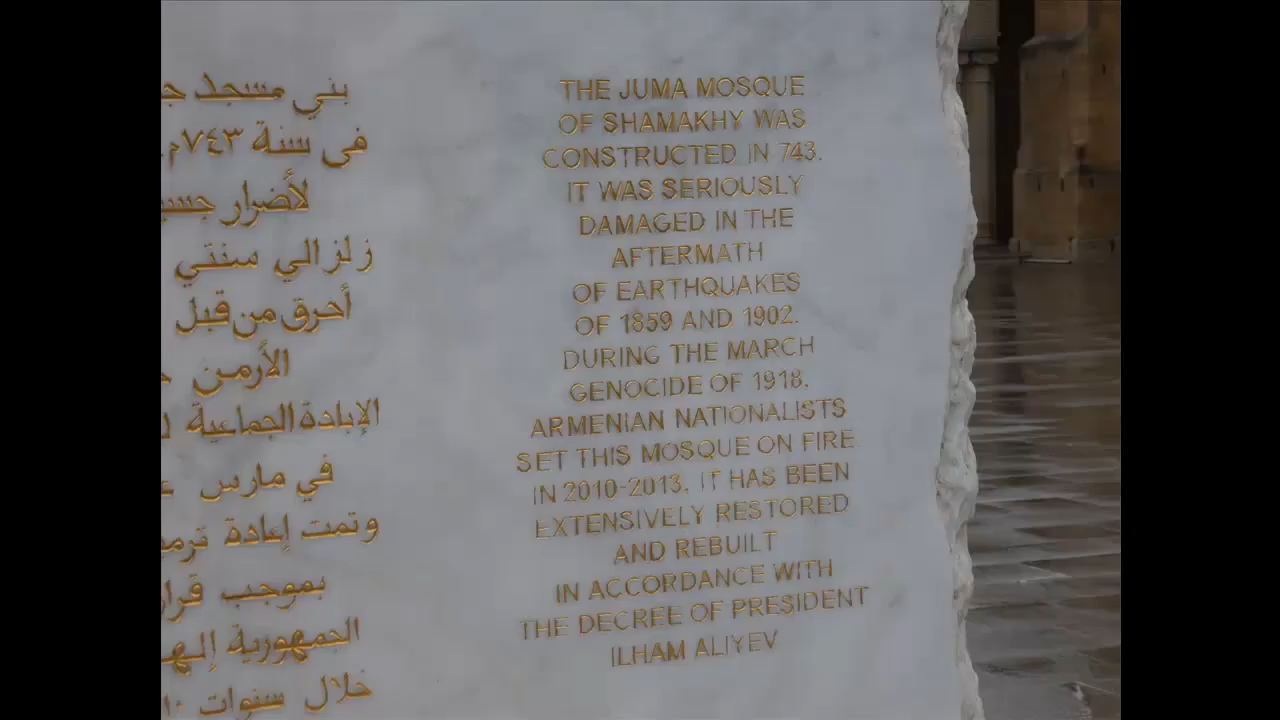 بني مسجد
في سنة ٧٤٣م
لأضرار
زلزالي سنتي
أحرق من قبل
الأرمن
الإبادة الجماعية
في مارس
وتمت إعادة
بموجب
الجمهورية
خلال سنوات
THE JUMA MOSQUE
OF SHAMAKHY WAS
CONSTRUCTED IN 743.
IT WAS SERIOUSLY
DAMAGED IN THE
AFTERMATH
OF EARTHQUAKES
OF 1859 AND 1902.
DURING THE MARCH
GENOCIDE OF 1918,
ARMENIAN NATIONALISTS
SET THIS MOSQUE ON FIRE
IN 2010-2013, IT HAS BEEN
EXTENSIVELY RESTORED
AND REBUILT
IN ACCORDANCE WITH
THE DECREE OF PRESIDENT
ILHAM ALIYEV